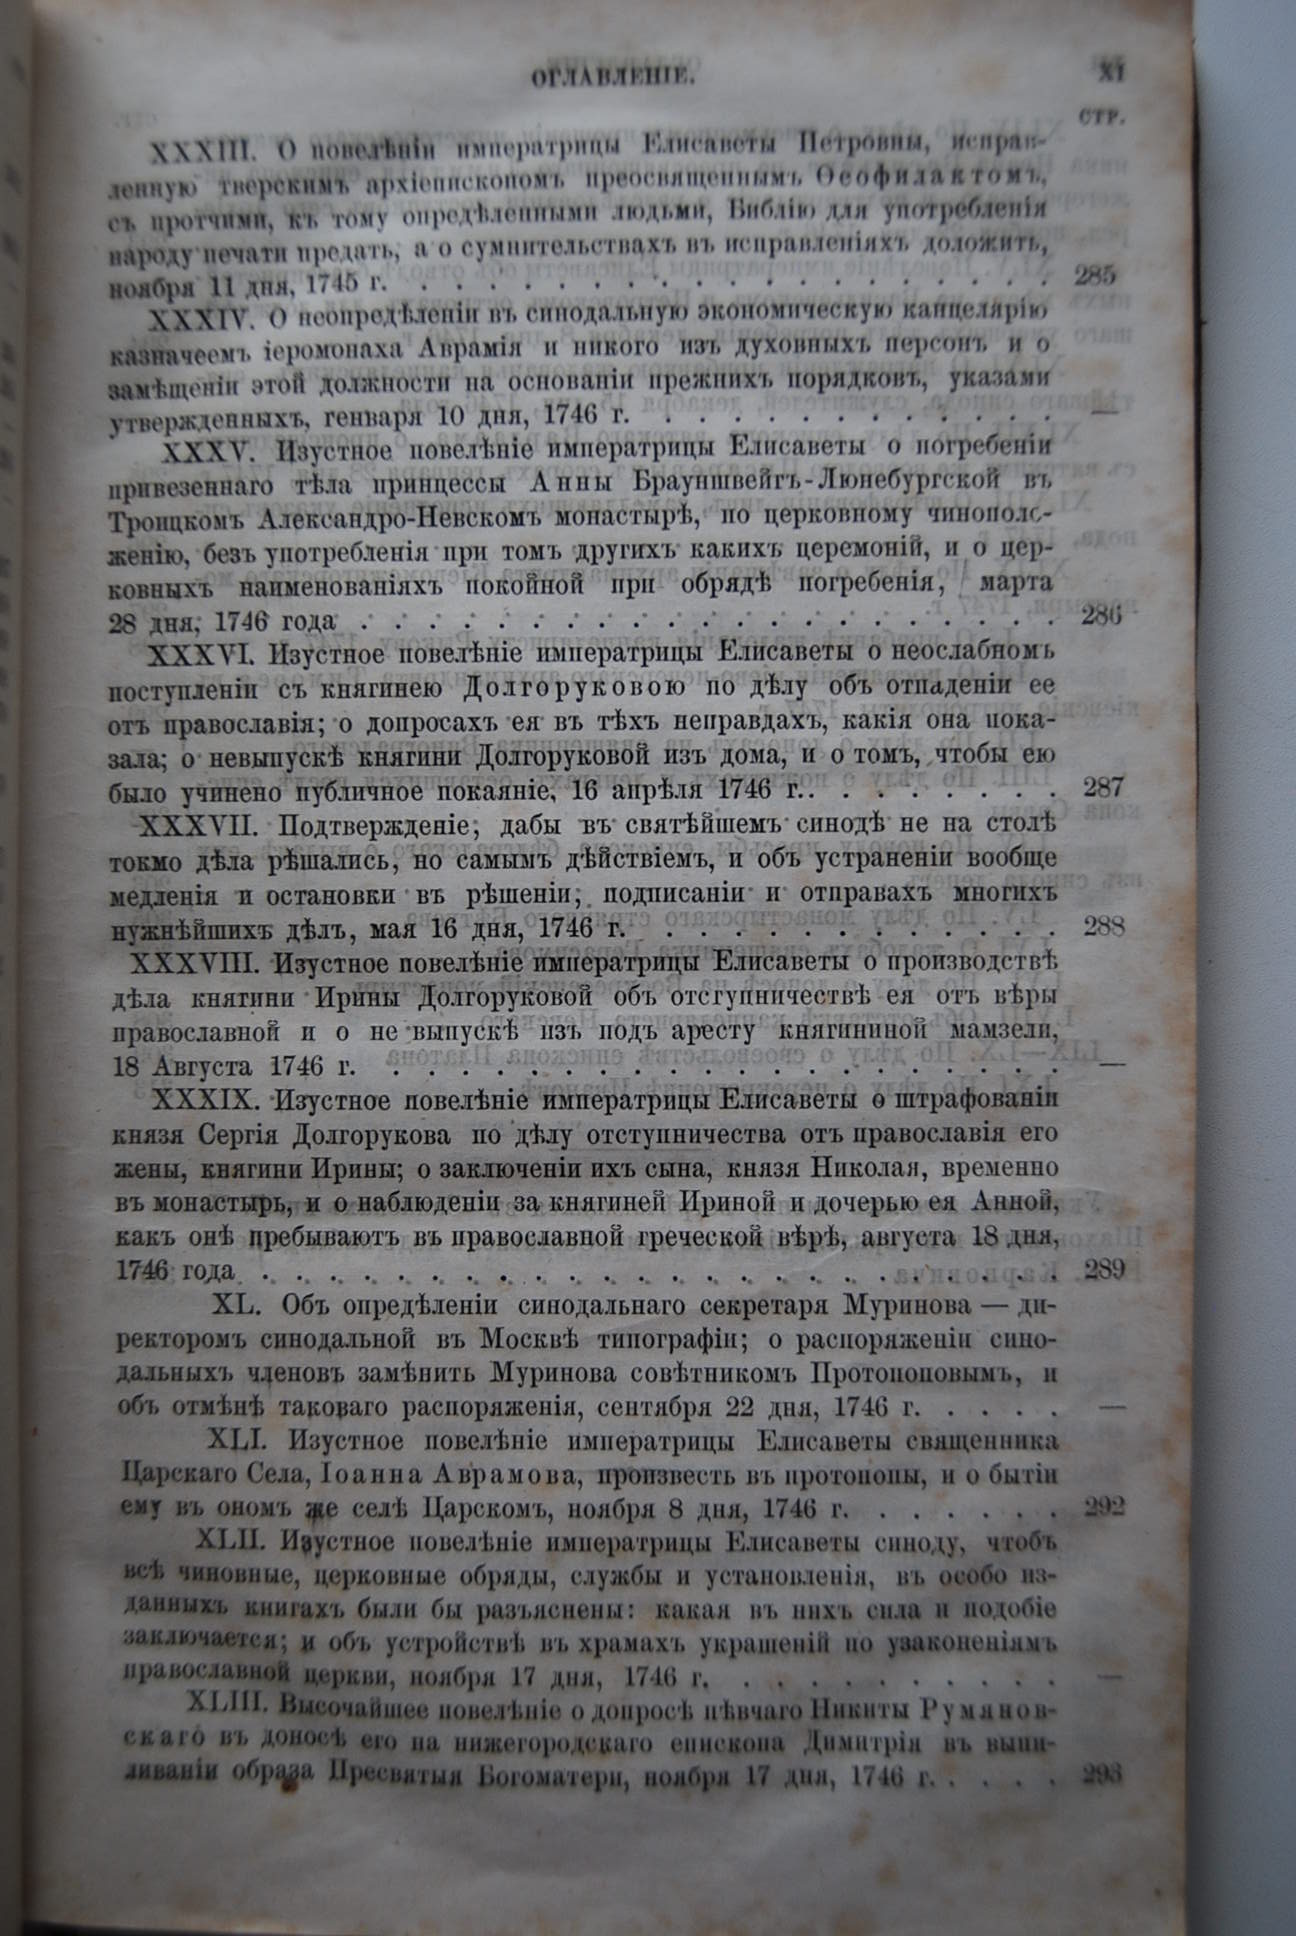 ОГЛАВЛЕНІЕ. XI
СТР.
XXXIII. О повелѣніи императрицы Елисаветы Петровны, исправ-
ленную тверскимъ архіепископомъ преосвященнымъ Ѳеофилактомъ,
съ протчими, къ тому опредѣленными людьми, Библію для употребленія
народу печати предать, а о сумнительствахъ въ исправленіяхъ доложить,
ноября 11 дня, 1745 г. . . . . . . . . . . . . . . . . . . . 285
XXXIV. О неопредѣленіи въ синодальную экономическую канцелярію
казначеемъ іеромонаха Аврамія и никого изъ духовныхъ персонъ и о
замѣщеніи этой должности на основаніи прежнихъ порядковъ, указами
утвержденныхъ, генваря 10 дня, 1746 г. . . . . . . . . . . . . —
XXXV. Изустное повелѣніе императрицы Елисаветы о погребеніи
привезеннаго тѣла принцессы Анны Брауншвейгъ-Люнебургской въ
Троицкомъ Александро-Невскомъ монастырѣ, по церковному чинополо-
женію, безъ употребленія при томъ другихъ какихъ церемоній, и о цер-
ковныхъ наименованіяхъ покойной при обрядѣ погребенія, марта
28 дня, 1746 года . . . . . . . . . . . . . . . . . . . . . 286
XXXVI. Изустное повелѣніе императрицы Елисаветы о неослабномъ
поступленіи съ княгинею Долгоруковою по дѣлу объ отпаденіи ее
отъ православія; о допросахъ ея въ тѣхъ неправдахъ, какія она пока-
зала; о невыпускѣ княгини Долгоруковой изъ дома, и о томъ, чтобы ею
было учинено публичное покаяніе, 16 апрѣля 1746 г. . . . . . . . . 287
XXXVII. Подтвержденіе, дабы въ святѣйшемъ синодѣ не на столѣ
токмо дѣла рѣшались, но самымъ дѣйствіемъ, и объ устраненіи вообще
медленія и остановки въ рѣшеніи, подписаніи и отправахъ многихъ
нужнѣйшихъ дѣлъ, мая 16 дня, 1746 г. . . . . . . . . . . . . . 288
XXXVIII. Изустное повелѣніе императрицы Елисаветы о производствѣ
дѣла княгини Ирины Долгоруковой объ отступничествѣ ея отъ вѣры
православной и о не выпускѣ изъ подъ аресту княгининой мамзели,
18 Августа 1746 г. . . . . . . . . . . . . . . . . . . . . —
XXXIX. Изустное повелѣніе императрицы Елисаветы о штрафованіи
князя Сергія Долгорукова по дѣлу отступничества отъ православія его
жены, княгини Ирины; о заключеніи ихъ сына, князя Николая, временно
въ монастырь, и о наблюденіи за княгиней Ириной и дочерью ея Анной,
какъ онѣ пребываютъ въ православной греческой вѣрѣ, августа 18 дня,
1746 года . . . . . . . . . . . . . . . . . . . . . . . . 289
XL. Объ опредѣленіи синодальнаго секретаря Муринова — ди-
ректоромъ синодальной въ Москвѣ типографіи; о распоряженіи сино-
дальныхъ членовъ замѣнить Муринова совѣтникомъ Протопоповымъ, и
объ отмѣнѣ таковаго распоряженія, сентября 22 дня, 1746 г. . . . . —
XLI. Изустное повелѣніе императрицы Елисаветы священника
Царскаго Села, Іоанна Аврамова, произвесть въ протопопы, и о бытіи
ему въ ономъ же селѣ Царскомъ, ноября 8 дня, 1746 г. . . . . . . 292
XLII. Изустное повелѣніе императрицы Елисаветы синоду, чтобъ
всѣ чиновные, церковные обряды, службы и установленія, въ особо из-
данныхъ книгахъ были бы разъяснены: какая въ нихъ сила и подобіе
заключается; и объ устройствѣ въ храмахъ украшеній по узаконеніямъ
православной церкви, ноября 17 дня, 1746 г. . . . . . . . . . . —
XLIII. Высочайшее повелѣніе о допросѣ пѣвчаго Никиты Румянов-
скаго въ доносѣ его на нижегородскаго епископа Димитрія въ выпи-
ливаніи образа Пресвятыя Богоматери, ноября 17 дня, 1746 г. . . . . 293